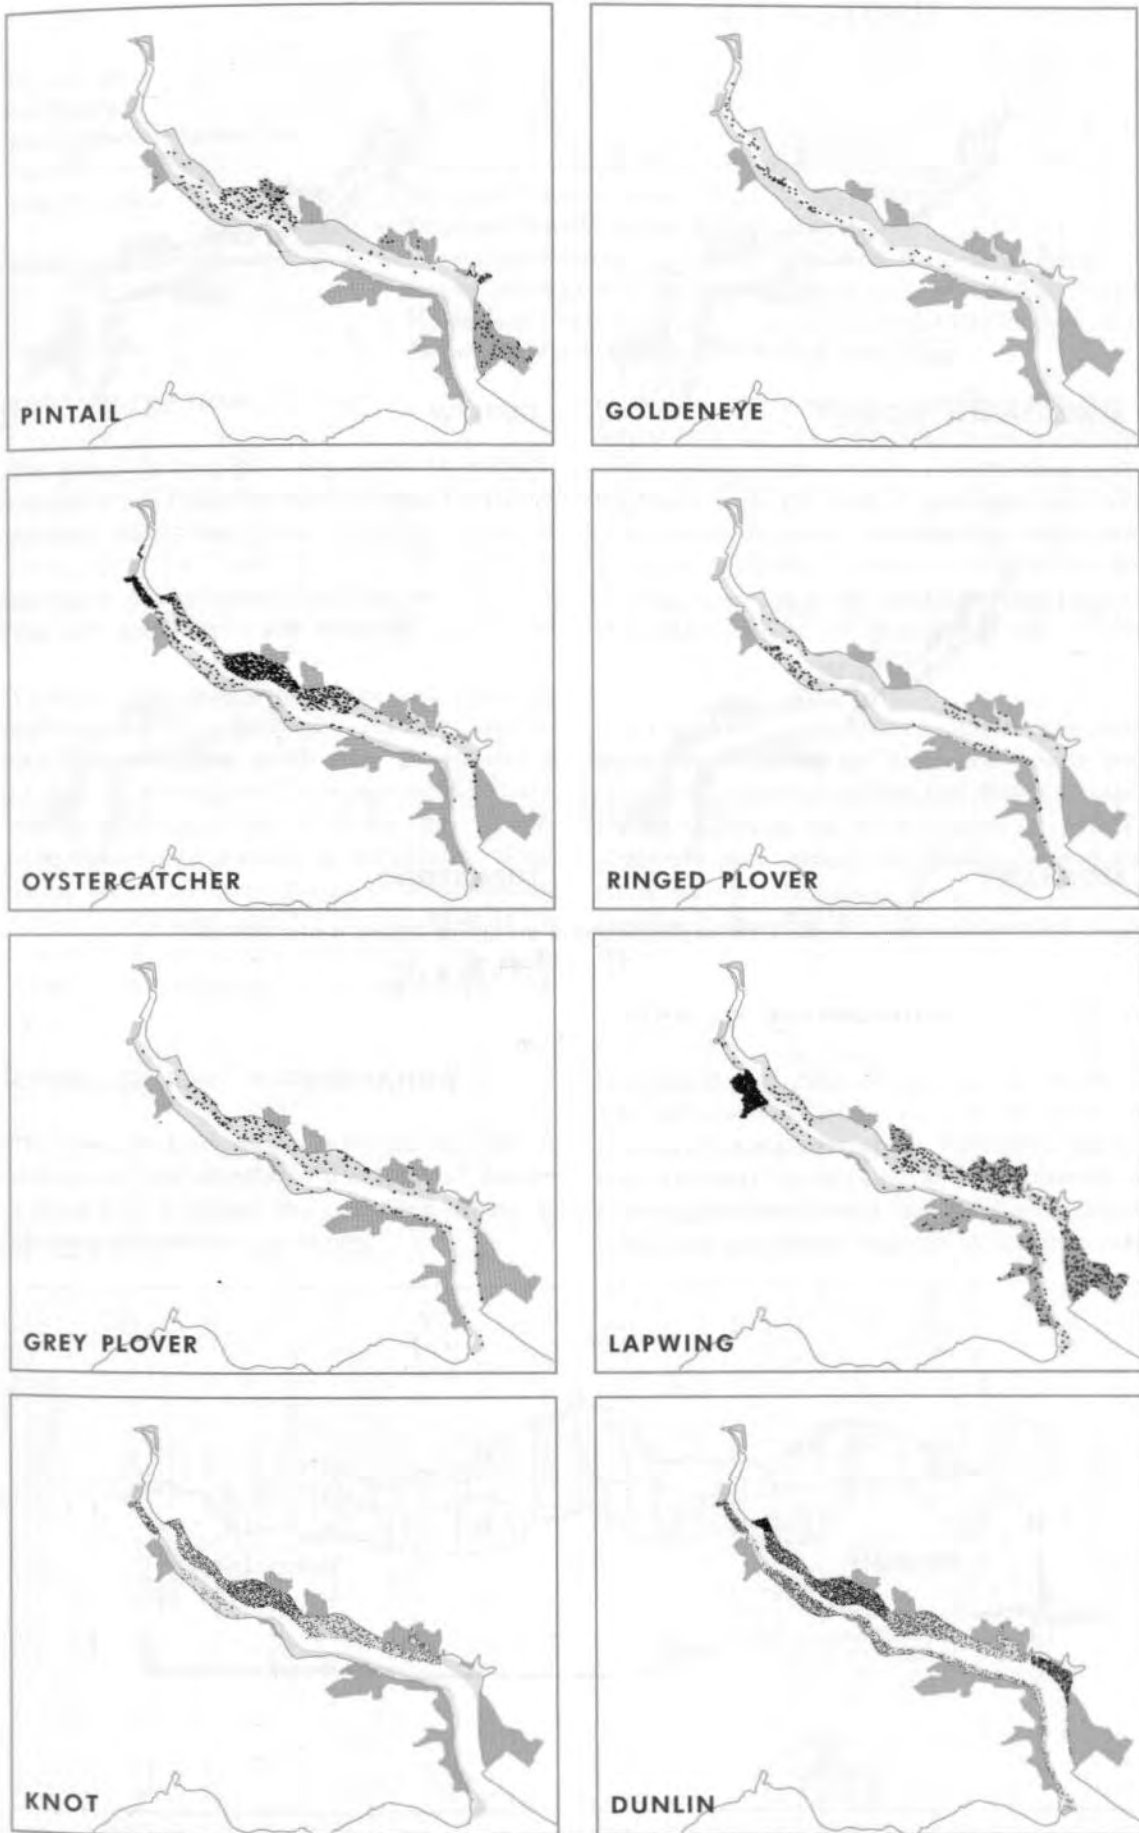 PINTAIL
GOLDENEYE
OYSTERCATCHER
RINGED PLOVER
GREY PLOVER
LAPWING
KNOT
DUNLIN